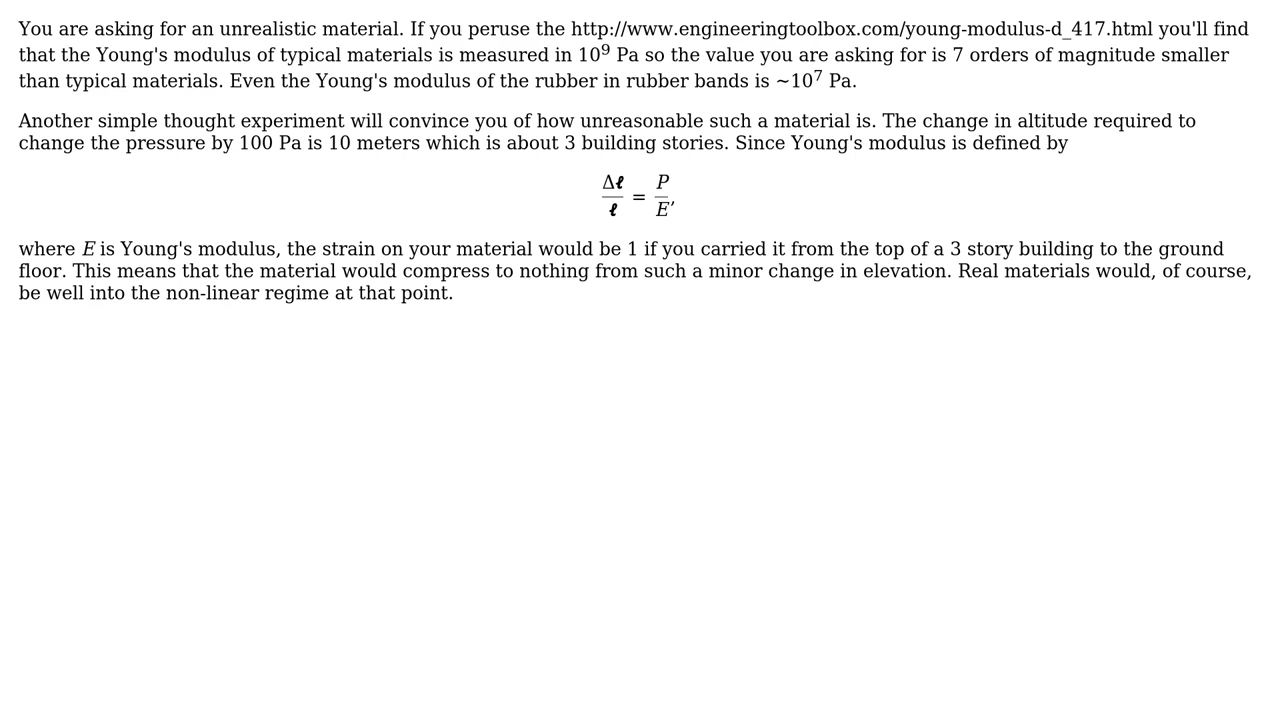 You are asking for an unrealistic material. If you peruse the http://www.engineeringtoolbox.com/young-modulus-d_417.html you'll find
that the Young's modulus of typical materials is measured in 10⁹ Pa so the value you are asking for is 7 orders of magnitude smaller
than typical materials. Even the Young's modulus of the rubber in rubber bands is ~10⁷ Pa.
Another simple thought experiment will convince you of how unreasonable such a material is. The change in altitude required to
change the pressure by 100 Pa is 10 meters which is about 3 building stories. Since Young's modulus is defined by
Δℓ/ℓ = P/E,
where E is Young's modulus, the strain on your material would be 1 if you carried it from the top of a 3 story building to the ground
floor. This means that the material would compress to nothing from such a minor change in elevation. Real materials would, of course,
be well into the non-linear regime at that point.